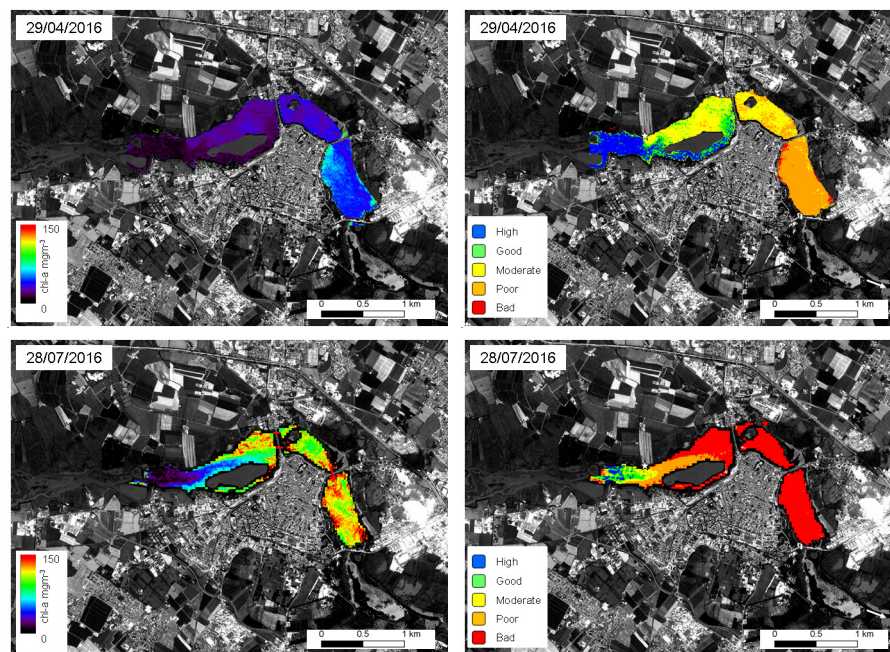 29/04/2016
150
chl-a mgm-³
0
0 0.5 1 km
29/04/2016
High
Good
Moderate
Poor
Bad
0 0.5 1 km
28/07/2016
150
chl-a mgm-³
0
0 0.5 1 km
28/07/2016
High
Good
Moderate
Poor
Bad
0 0.5 1 km